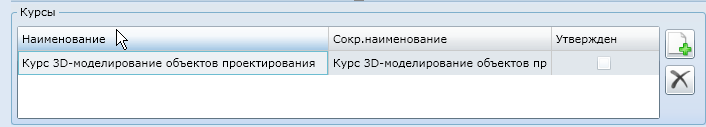 Курсы
Наименование Сокр.наименование Утвержден
Курс 3D-моделирование объектов проектирования Курс 3D-моделирование объектов пр